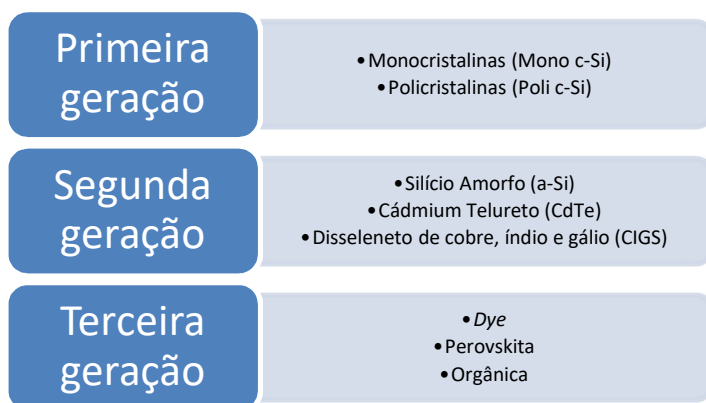 Primeira
geração
•Monocristalinas (Mono c-Si)
•Policristalinas (Poli c-Si)
Segunda
geração
•Silício Amorfo (a-Si)
•Cádmium Telureto (CdTe)
•Disseleneto de cobre, índio e gálio (CIGS)
Terceira
geração
•Dye
•Perovskita
•Orgânica